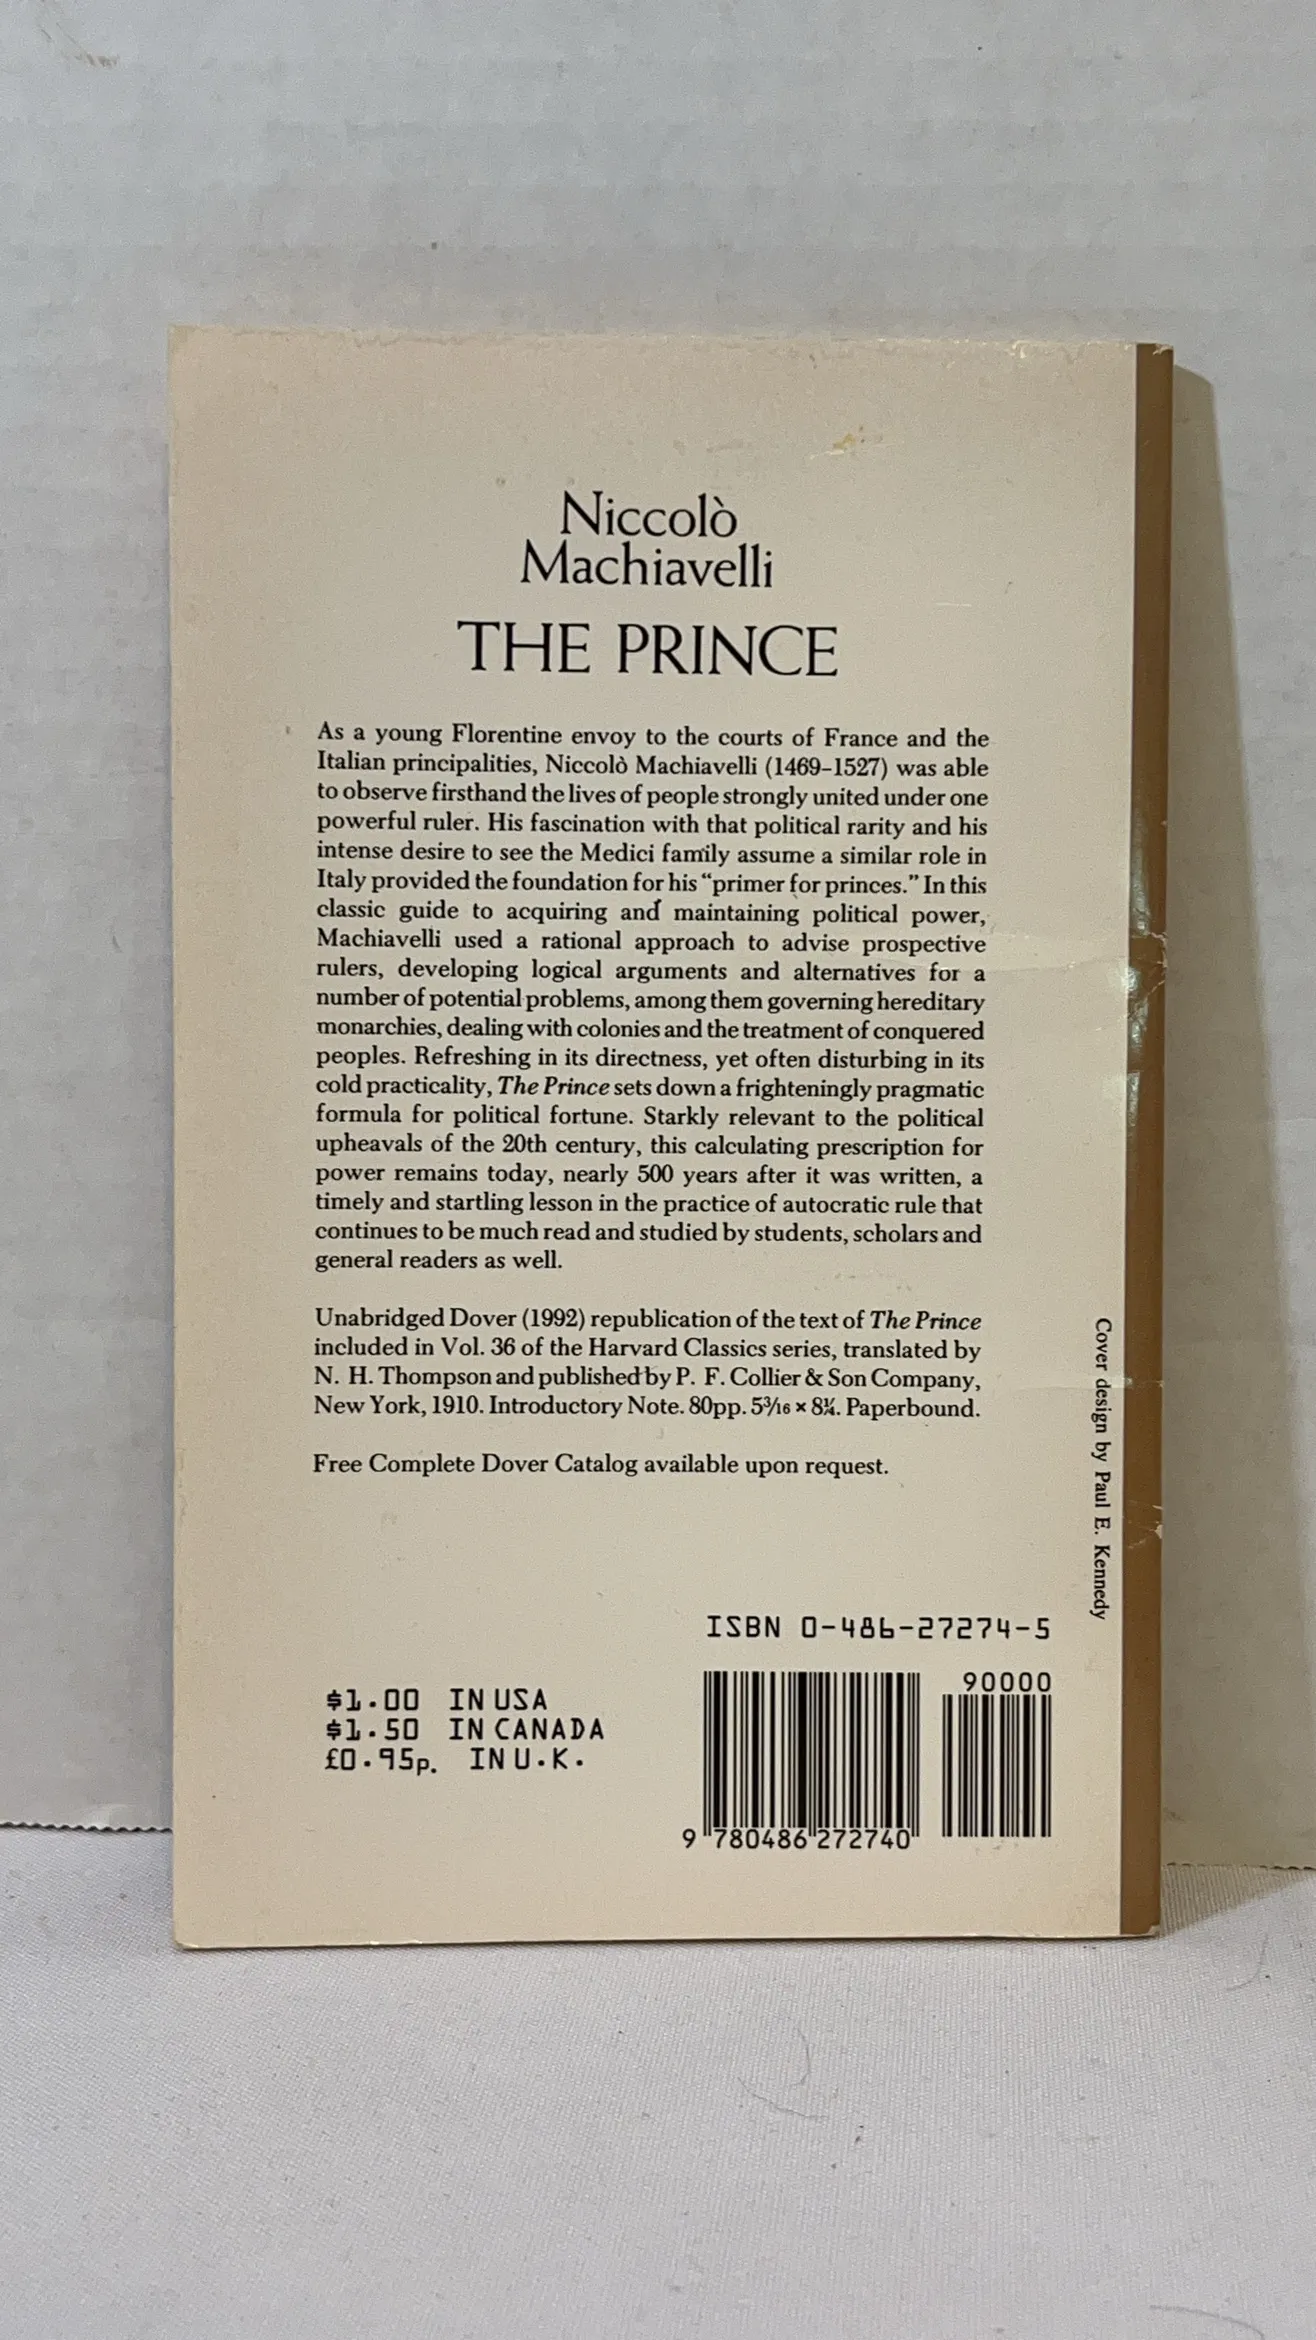 Niccolò
Machiavelli
THE PRINCE
As a young Florentine envoy to the courts of France and the
Italian principalities, Niccolò Machiavelli (1469–1527) was able
to observe firsthand the lives of people strongly united under one
powerful ruler. His fascination with that political rarity and his
intense desire to see the Medici family assume a similar role in
Italy provided the foundation for his “primer for princes.” In this
classic guide to acquiring and maintaining political power,
Machiavelli used a rational approach to advise prospective
rulers, developing logical arguments and alternatives for a
number of potential problems, among them governing hereditary
monarchies, dealing with colonies and the treatment of conquered
peoples. Refreshing in its directness, yet often disturbing in its
cold practicality, The Prince sets down a frighteningly pragmatic
formula for political fortune. Starkly relevant to the political
upheavals of the 20th century, this calculating prescription for
power remains today, nearly 500 years after it was written, a
timely and startling lesson in the practice of autocratic rule that
continues to be much read and studied by students, scholars and
general readers as well.
Unabridged Dover (1992) republication of the text of The Prince
included in Vol. 36 of the Harvard Classics series, translated by
N. H. Thompson and published by P. F. Collier & Son Company,
New York, 1910. Introductory Note. 80pp. 5³⁄₁₆ × 8¼. Paperbound.
Free Complete Dover Catalog available upon request.
Cover design by Paul E. Kennedy
ISBN 0-486-27274-5
90000
$1.00 IN USA
$1.50 IN CANADA
£0.95p. IN U.K.
9 780486 272740